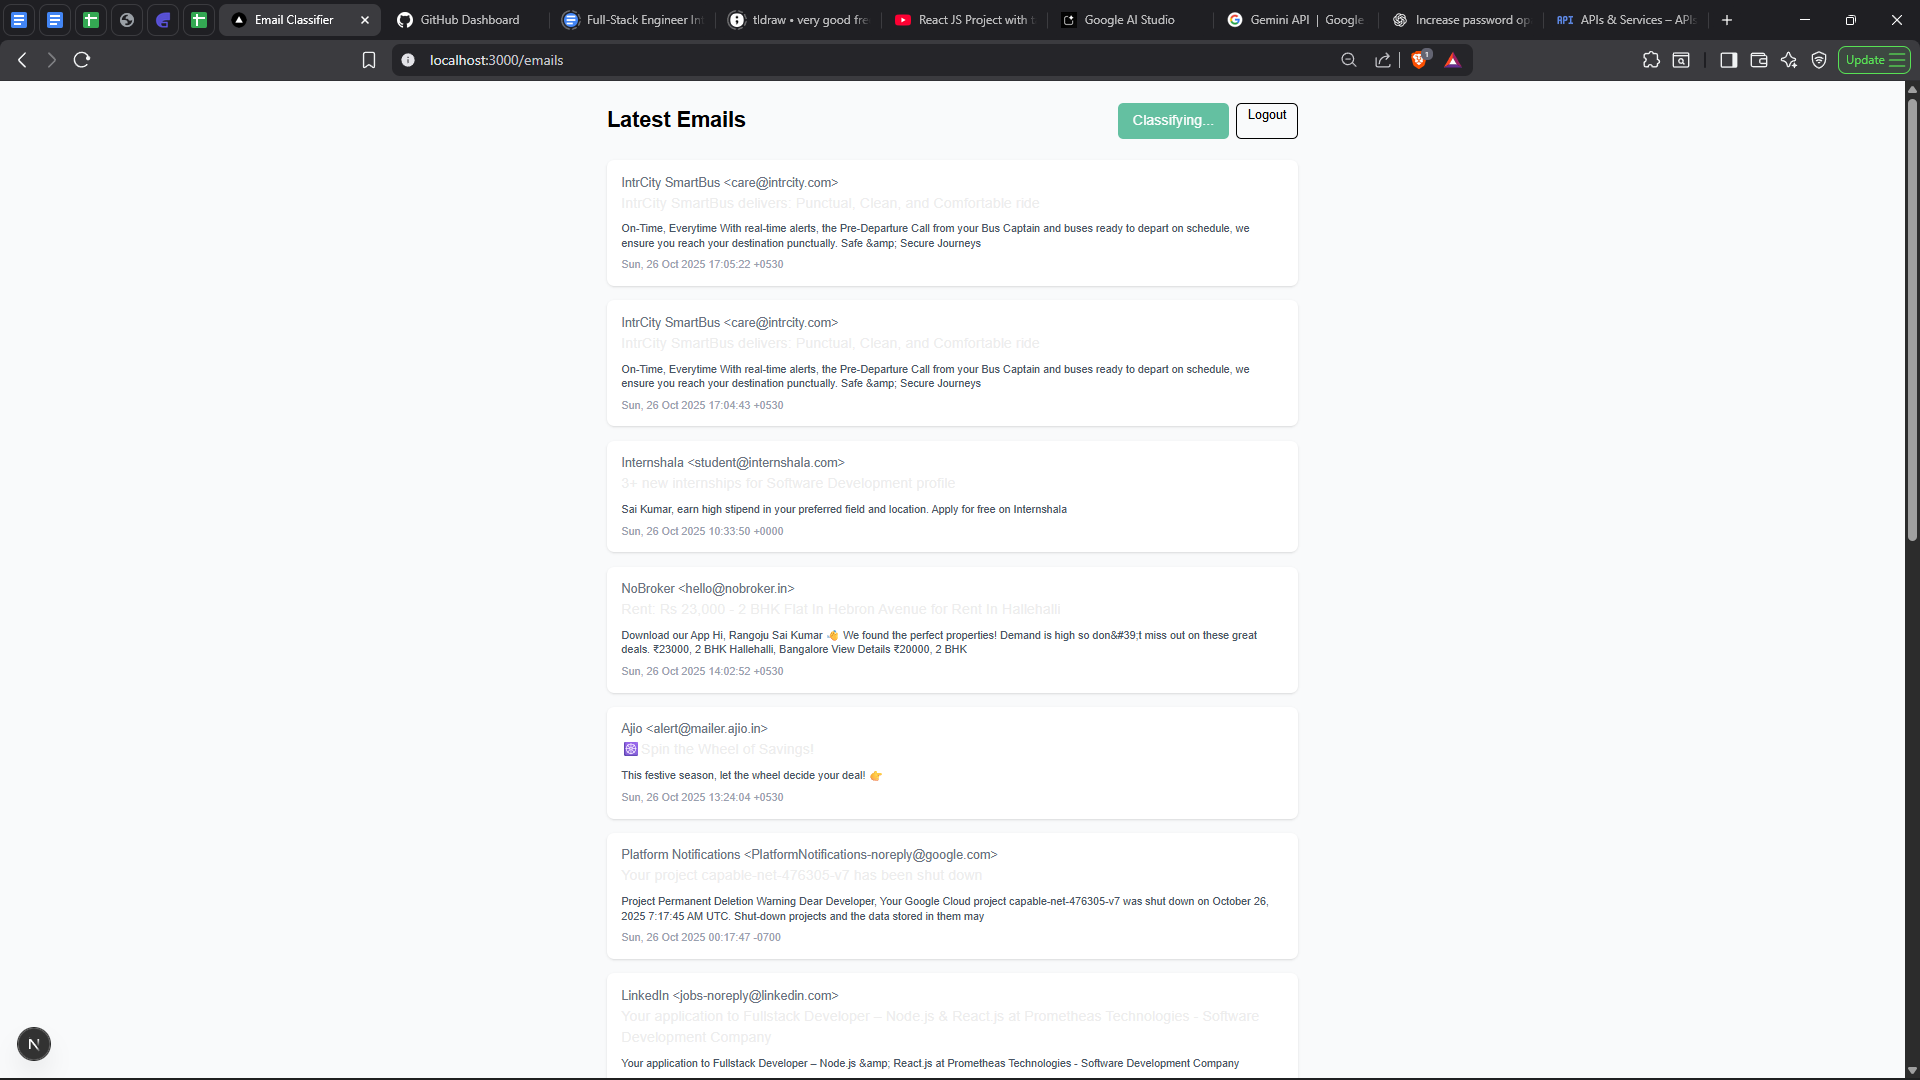 Email Classifier
GitHub Dashboard
Full-Stack Engineer Int
tldraw • very good fre
React JS Project with t
Google AI Studio
Gemini API | Google
Increase password op
API APIs & Services – APIs
localhost:3000/emails
1
Update
Latest Emails
Classifying...
Logout
IntrCity SmartBus <care@intrcity.com>
IntrCity SmartBus delivers: Punctual, Clean, and Comfortable ride
On-Time, Everytime With real-time alerts, the Pre-Departure Call from your Bus Captain and buses ready to depart on schedule, we
ensure you reach your destination punctually. Safe &amp; Secure Journeys
Sun, 26 Oct 2025 17:05:22 +0530
IntrCity SmartBus <care@intrcity.com>
IntrCity SmartBus delivers: Punctual, Clean, and Comfortable ride
On-Time, Everytime With real-time alerts, the Pre-Departure Call from your Bus Captain and buses ready to depart on schedule, we
ensure you reach your destination punctually. Safe &amp; Secure Journeys
Sun, 26 Oct 2025 17:04:43 +0530
Internshala <student@internshala.com>
3+ new internships for Software Development profile
Sai Kumar, earn high stipend in your preferred field and location. Apply for free on Internshala
Sun, 26 Oct 2025 10:33:50 +0000
NoBroker <hello@nobroker.in>
Rent: Rs 23,000 - 2 BHK Flat In Hebron Avenue for Rent In Hallehalli
Download our App Hi, Rangoju Sai Kumar 👋 We found the perfect properties! Demand is high so don&#39;t miss out on these great
deals. ₹23000, 2 BHK Hallehalli, Bangalore View Details ₹20000, 2 BHK
Sun, 26 Oct 2025 14:02:52 +0530
Ajio <alert@mailer.ajio.in>
☸️ Spin the Wheel of Savings!
This festive season, let the wheel decide your deal! 👉
Sun, 26 Oct 2025 13:24:04 +0530
Platform Notifications <PlatformNotifications-noreply@google.com>
Your project capable-net-476305-v7 has been shut down
Project Permanent Deletion Warning Dear Developer, Your Google Cloud project capable-net-476305-v7 was shut down on October 26,
2025 7:17:45 AM UTC. Shut-down projects and the data stored in them may
Sun, 26 Oct 2025 00:17:47 -0700
LinkedIn <jobs-noreply@linkedin.com>
Your application to Fullstack Developer – Node.js & React.js at Prometheas Technologies - Software
Development Company
Your application to Fullstack Developer – Node.js &amp; React.js at Prometheas Technologies - Software Development Company
N